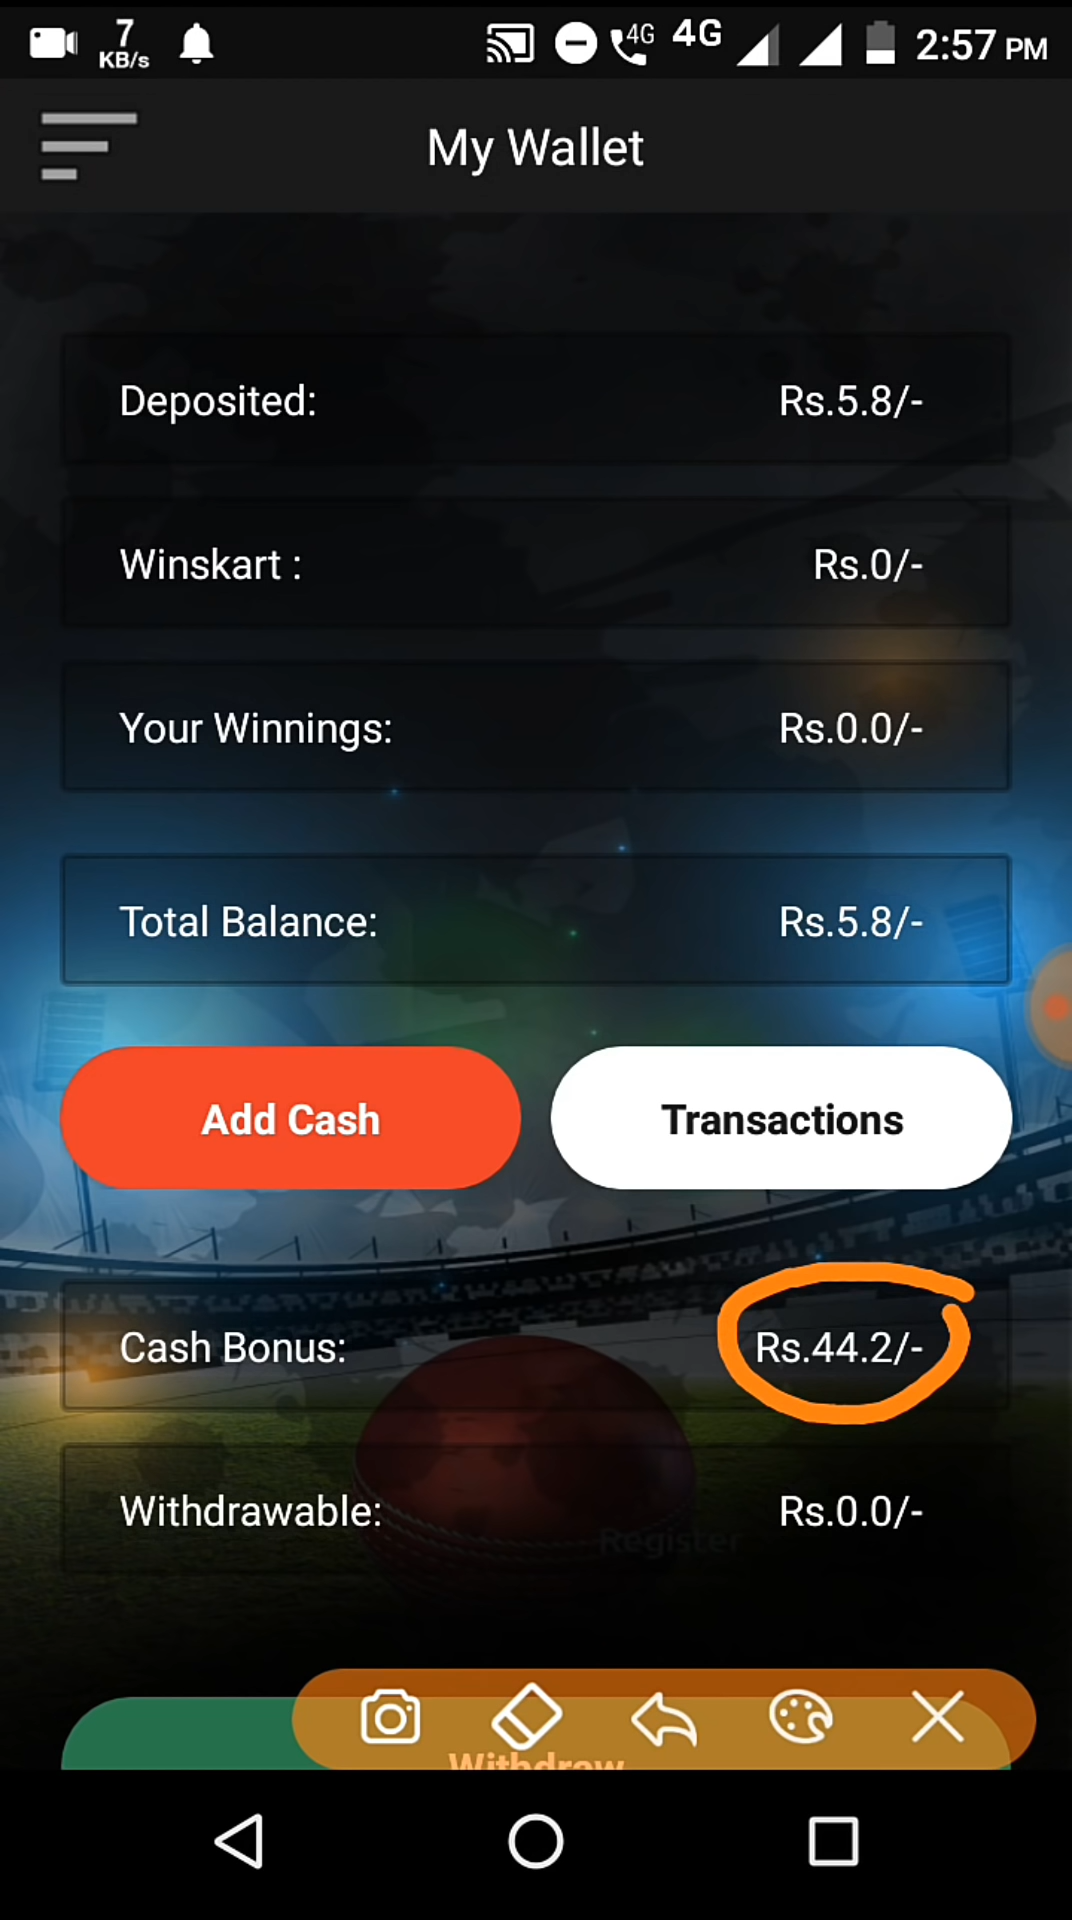 7
KB/s
4G
4G
2:57 PM
My Wallet
Deposited: Rs.5.8/-
Winskart : Rs.0/-
Your Winnings: Rs.0.0/-
Total Balance: Rs.5.8/-
Add Cash
Transactions
Cash Bonus: Rs.44.2/-
Withdrawable: Rs.0.0/-
Register
Withdraw